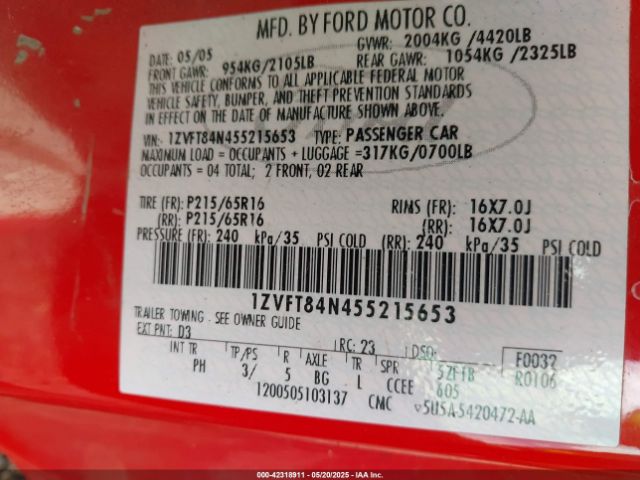 MFD. BY FORD MOTOR CO.
DATE: 05/05 GVWR: 2004KG /4420LB
FRONT GAWR: 954KG/2105LB REAR GAWR: 1054KG /2325LB
THIS VEHICLE CONFORMS TO ALL APPLICABLE FEDERAL MOTOR
VEHICLE SAFETY, BUMPER, AND THEFT PREVENTION STANDARDS
IN EFFECT ON THE DATE OF MANUFACTURE SHOWN ABOVE.
VIN: 1ZVFT84N455215653 TYPE: PASSENGER CAR
MAXIMUM LOAD = OCCUPANTS + LUGGAGE =317KG/0700LB
OCCUPANTS = 04 TOTAL; 2 FRONT, 02 REAR
TIRE (FR): P215/65R16 RIMS (FR): 16X7.0J
(RR): P215/65R16 (RR): 16X7.0J
PRESSURE (FR): 240 kPa/35 PSI COLD (RR): 240 kPa/35 PSI COLD
1ZVFT84N455215653
TRAILER TOWING - SEE OWNER GUIDE
EXT PNT: D3 RC: 23 DSO: F0032
INT TR TP/PS R AXLE TR SPR R0106
PH 3/ 5 BG L CCEE 605
1200505103137 CMC 5U5A-5420472-AA
000-42318911 — 05/20/2025 — IAAI.COM